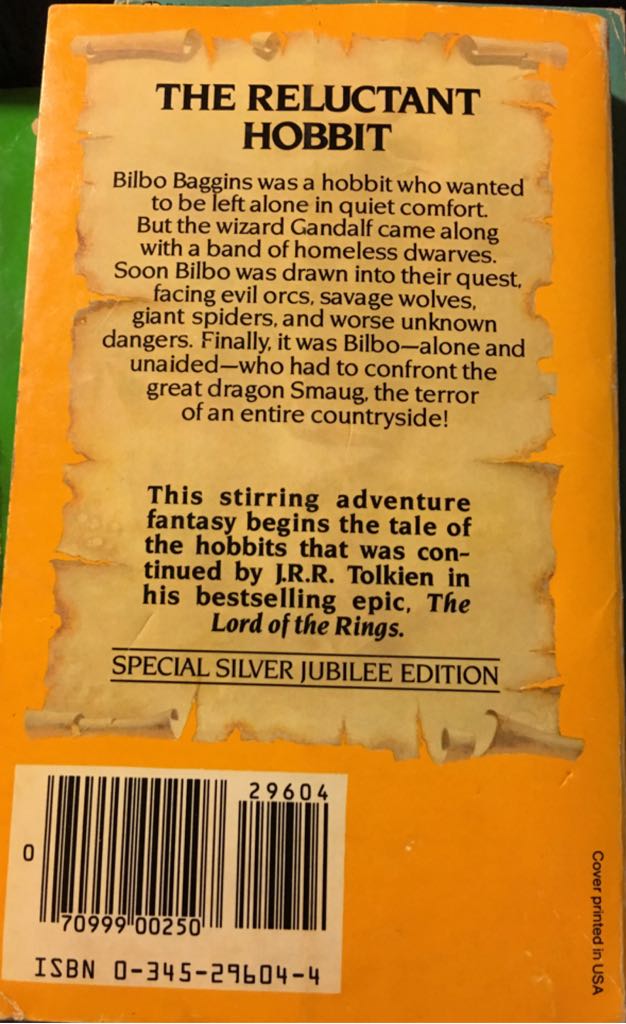 THE RELUCTANT
HOBBIT
Bilbo Baggins was a hobbit who wanted
to be left alone in quiet comfort.
But the wizard Gandalf came along
with a band of homeless dwarves.
Soon Bilbo was drawn into their quest,
facing evil orcs, savage wolves,
giant spiders, and worse unknown
dangers. Finally, it was Bilbo—alone and
unaided—who had to confront the
great dragon Smaug, the terror
of an entire countryside!
This stirring adventure
fantasy begins the tale of
the hobbits that was con-
tinued by J.R.R. Tolkien in
his bestselling epic, The
Lord of the Rings.
SPECIAL SILVER JUBILEE EDITION
29604
0
70999 00250
ISBN 0-345-29604-4
Cover printed in USA